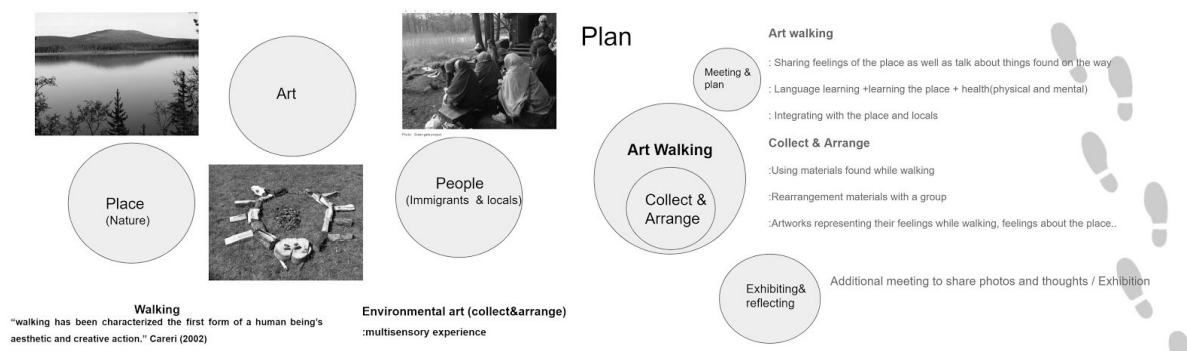 Art
Photo: Green gate project
Place
(Nature)
People
(Immigrants & locals)
Walking
“walking has been characterized the first form of a human being’s
aesthetic and creative action.” Careri (2002)
Environmental art (collect&arrange)
:multisensory experience
Plan
Meeting &
plan
Art Walking
Collect &
Arrange
Exhibiting&
reflecting
Art walking
: Sharing feelings of the place as well as talk about things found on the way
: Language learning +learning the place + health(physical and mental)
: Integrating with the place and locals
Collect & Arrange
:Using materials found while walking
:Rearrangement materials with a group
:Artworks representing their feelings while walking, feelings about the place..
Additional meeting to share photos and thoughts / Exhibition